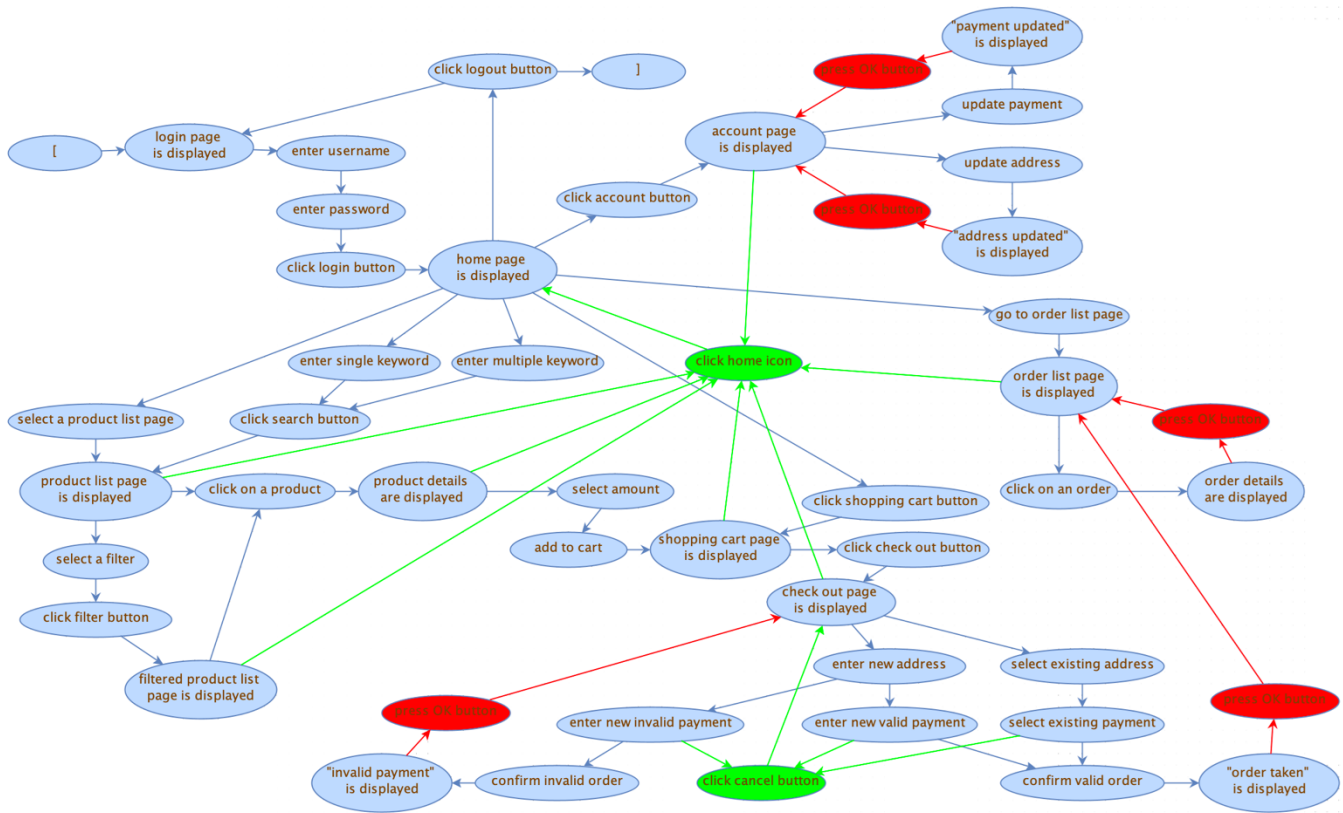 "payment updated"
is displayed
click logout button
]
press OK button
update payment
login page
is displayed
[
enter username
account page
is displayed
update address
click account button
enter password
press OK button
"address updated"
is displayed
click login button
home page
is displayed
go to order list page
enter single keyword
enter multiple keyword
click home icon
order list page
is displayed
select a product list page
click search button
press OK button
product list page
is displayed
click on a product
product details
are displayed
select amount
click shopping cart button
click on an order
order details
are displayed
add to cart
shopping cart page
is displayed
click check out button
select a filter
click filter button
check out page
is displayed
filtered product list
page is displayed
enter new address
select existing address
press OK button
enter new invalid payment
enter new valid payment
select existing payment
press OK button
"invalid payment"
is displayed
confirm invalid order
click cancel button
confirm valid order
"order taken"
is displayed